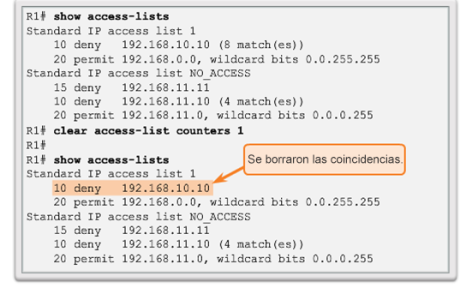 R1# show access-lists
Standard IP access list 1
10 deny 192.168.10.10 (8 match(es))
20 permit 192.168.0.0, wildcard bits 0.0.255.255
Standard IP access list NO_ACCESS
15 deny 192.168.11.11
10 deny 192.168.11.10 (4 match(es))
20 permit 192.168.11.0, wildcard bits 0.0.0.255
R1# clear access-list counters 1
R1#
R1# show access-lists
Standard IP access list 1
Se borraron las coincidencias.
10 deny 192.168.10.10
20 permit 192.168.0.0, wildcard bits 0.0.255.255
Standard IP access list NO_ACCESS
15 deny 192.168.11.11
10 deny 192.168.11.10 (4 match(es))
20 permit 192.168.11.0, wildcard bits 0.0.0.255